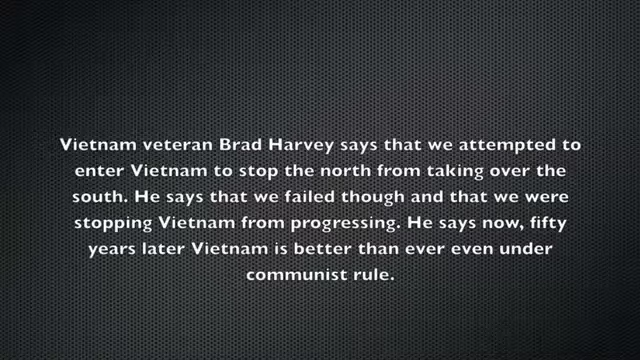 Vietnam veteran Brad Harvey says that we attempted to
enter Vietnam to stop the north from taking over the
south. He says that we failed though and that we were
stopping Vietnam from progressing. He says now, fifty
years later Vietnam is better than ever even under
communist rule.